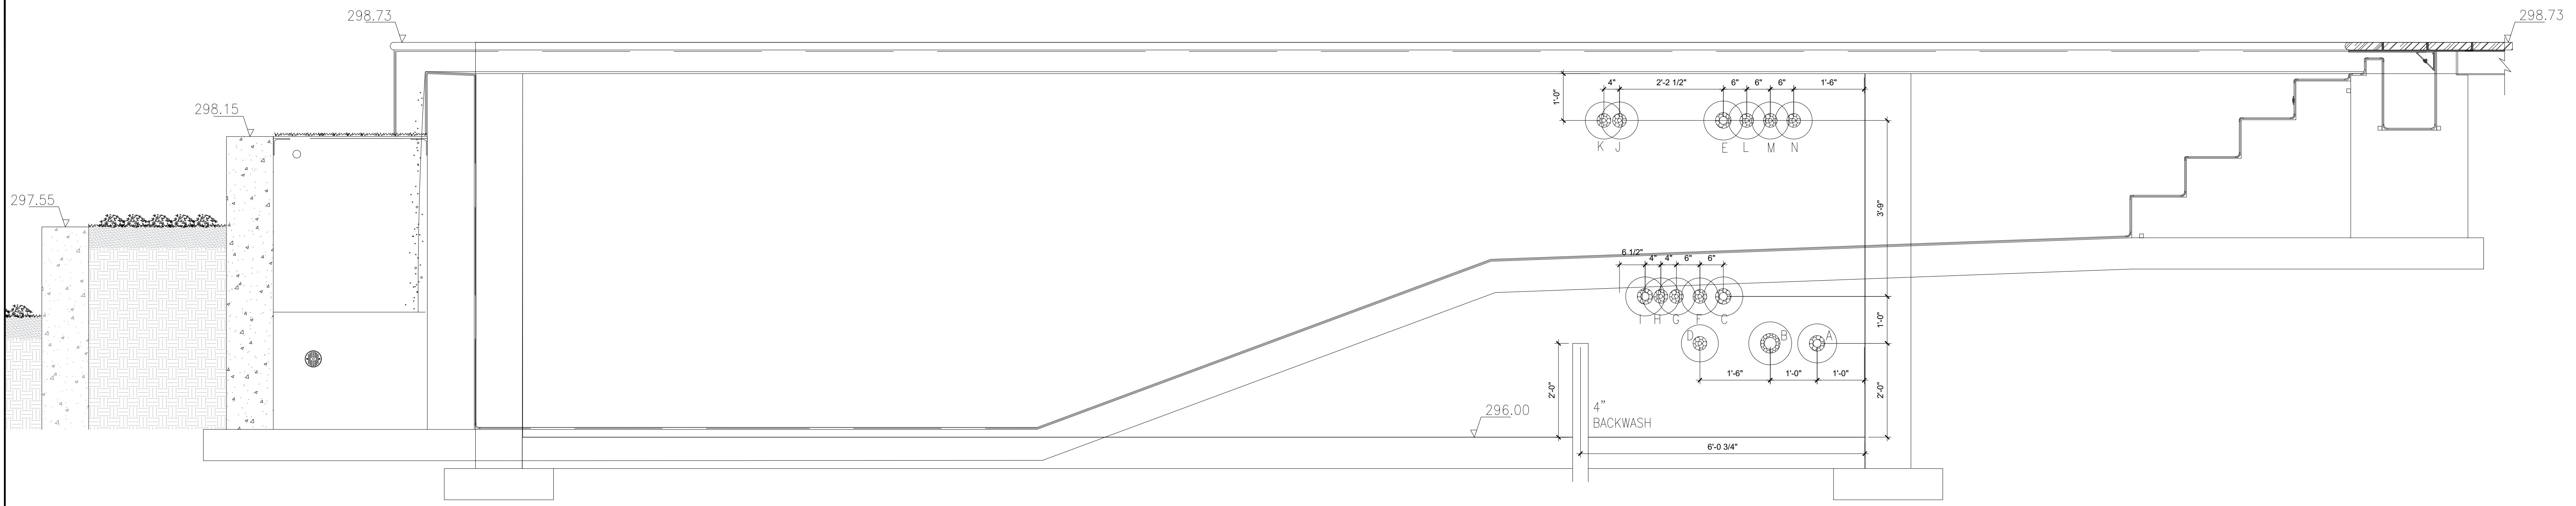 298.73
298.73
298.15
297.55
4" 2'-2 1/2" 6" 6" 6" 1'-6"
1'-0"
K J E L M N
3'-9"
6 1/2" 4" 4" 6" 6"
I H G F C
1'-0"
D B A
1'-6" 1'-0" 1'-0"
2'-0"
2'-0"
4"
BACKWASH
296.00
6'-0 3/4"